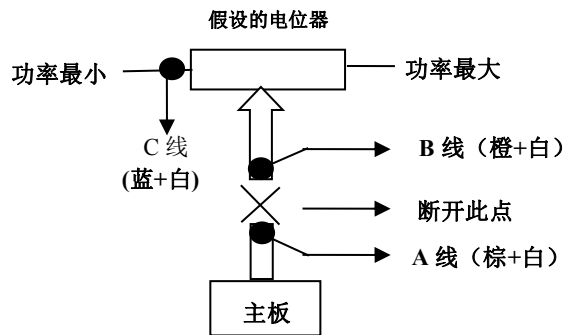 假设的电位器
功率最小
功率最大
C 线
(蓝+白)
B 线（橙+白）
断开此点
A 线（棕+白）
主板